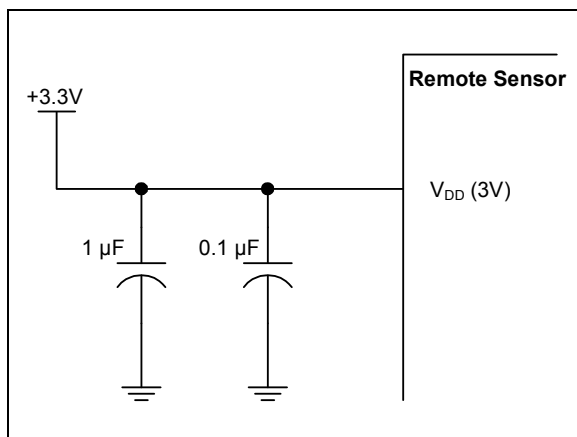 Remote Sensor
+3.3V
V<sub>DD</sub> (3V)
1 µF
0.1 µF